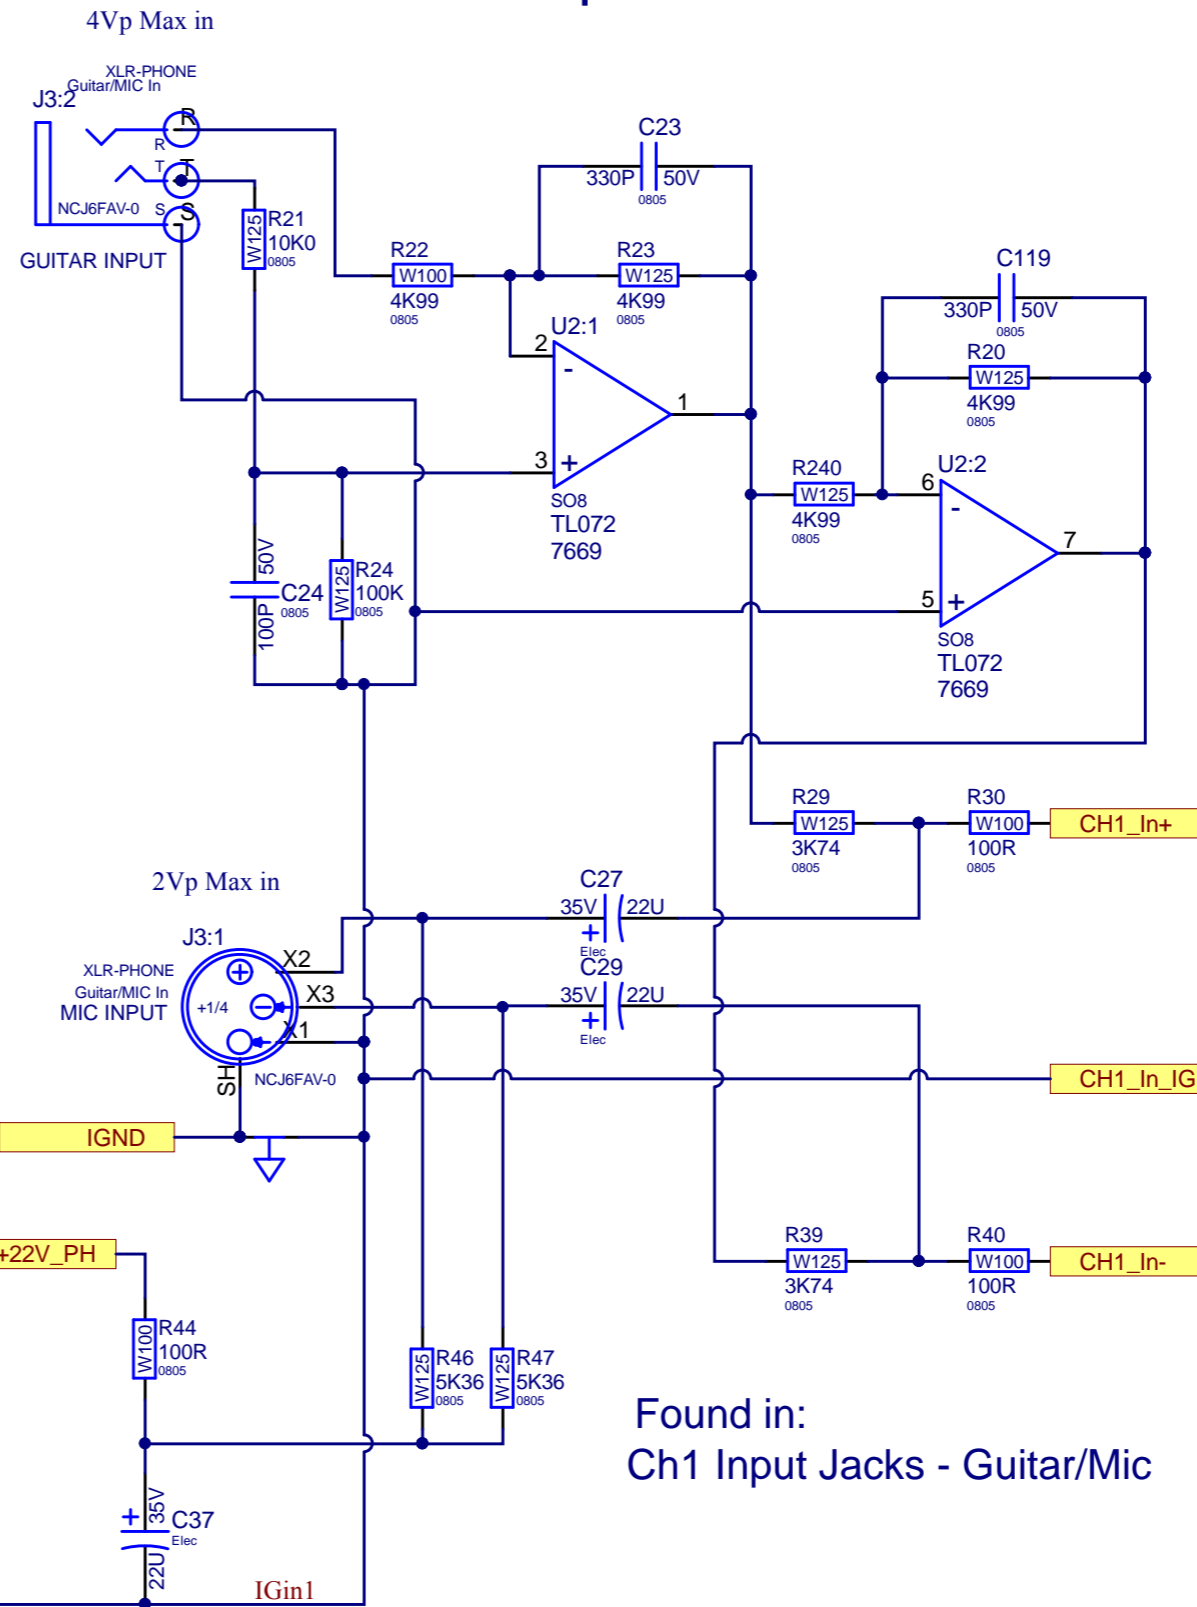 4Vp Max in
XLR-PHONE
Guitar/MIC In
J3:2
R
R
T
T
NCJ6FAV-0
S
S
GUITAR INPUT
W125
R21
10K0
0805
R22
W100
4K99
0805
C23
330P
50V
0805
R23
W125
4K99
0805
U2:1
2
-
1
3
+
SO8
TL072
7669
C119
330P
50V
0805
R20
W125
4K99
0805
R240
W125
4K99
0805
U2:2
6
-
7
5
+
SO8
TL072
7669
50V
C24
0805
100P
W125
R24
100K
0805
R29
W125
3K74
0805
R30
W100
100R
0805
CH1_In+
2Vp Max in
C27
35V
22U
+
Elec
J3:1
XLR-PHONE
Guitar/MIC In
MIC INPUT
+1/4
X2
X3
X1
SH
NCJ6FAV-0
C29
35V
22U
+
Elec
CH1_In_IG
IGND
+22V_PH
R39
W125
3K74
0805
R40
W100
100R
0805
CH1_In-
W100
R44
100R
0805
W125
R46
5K36
0805
W125
R47
5K36
0805
Found in:
Ch1 Input Jacks - Guitar/Mic
+
35V
C37
Elec
22U
IGin1